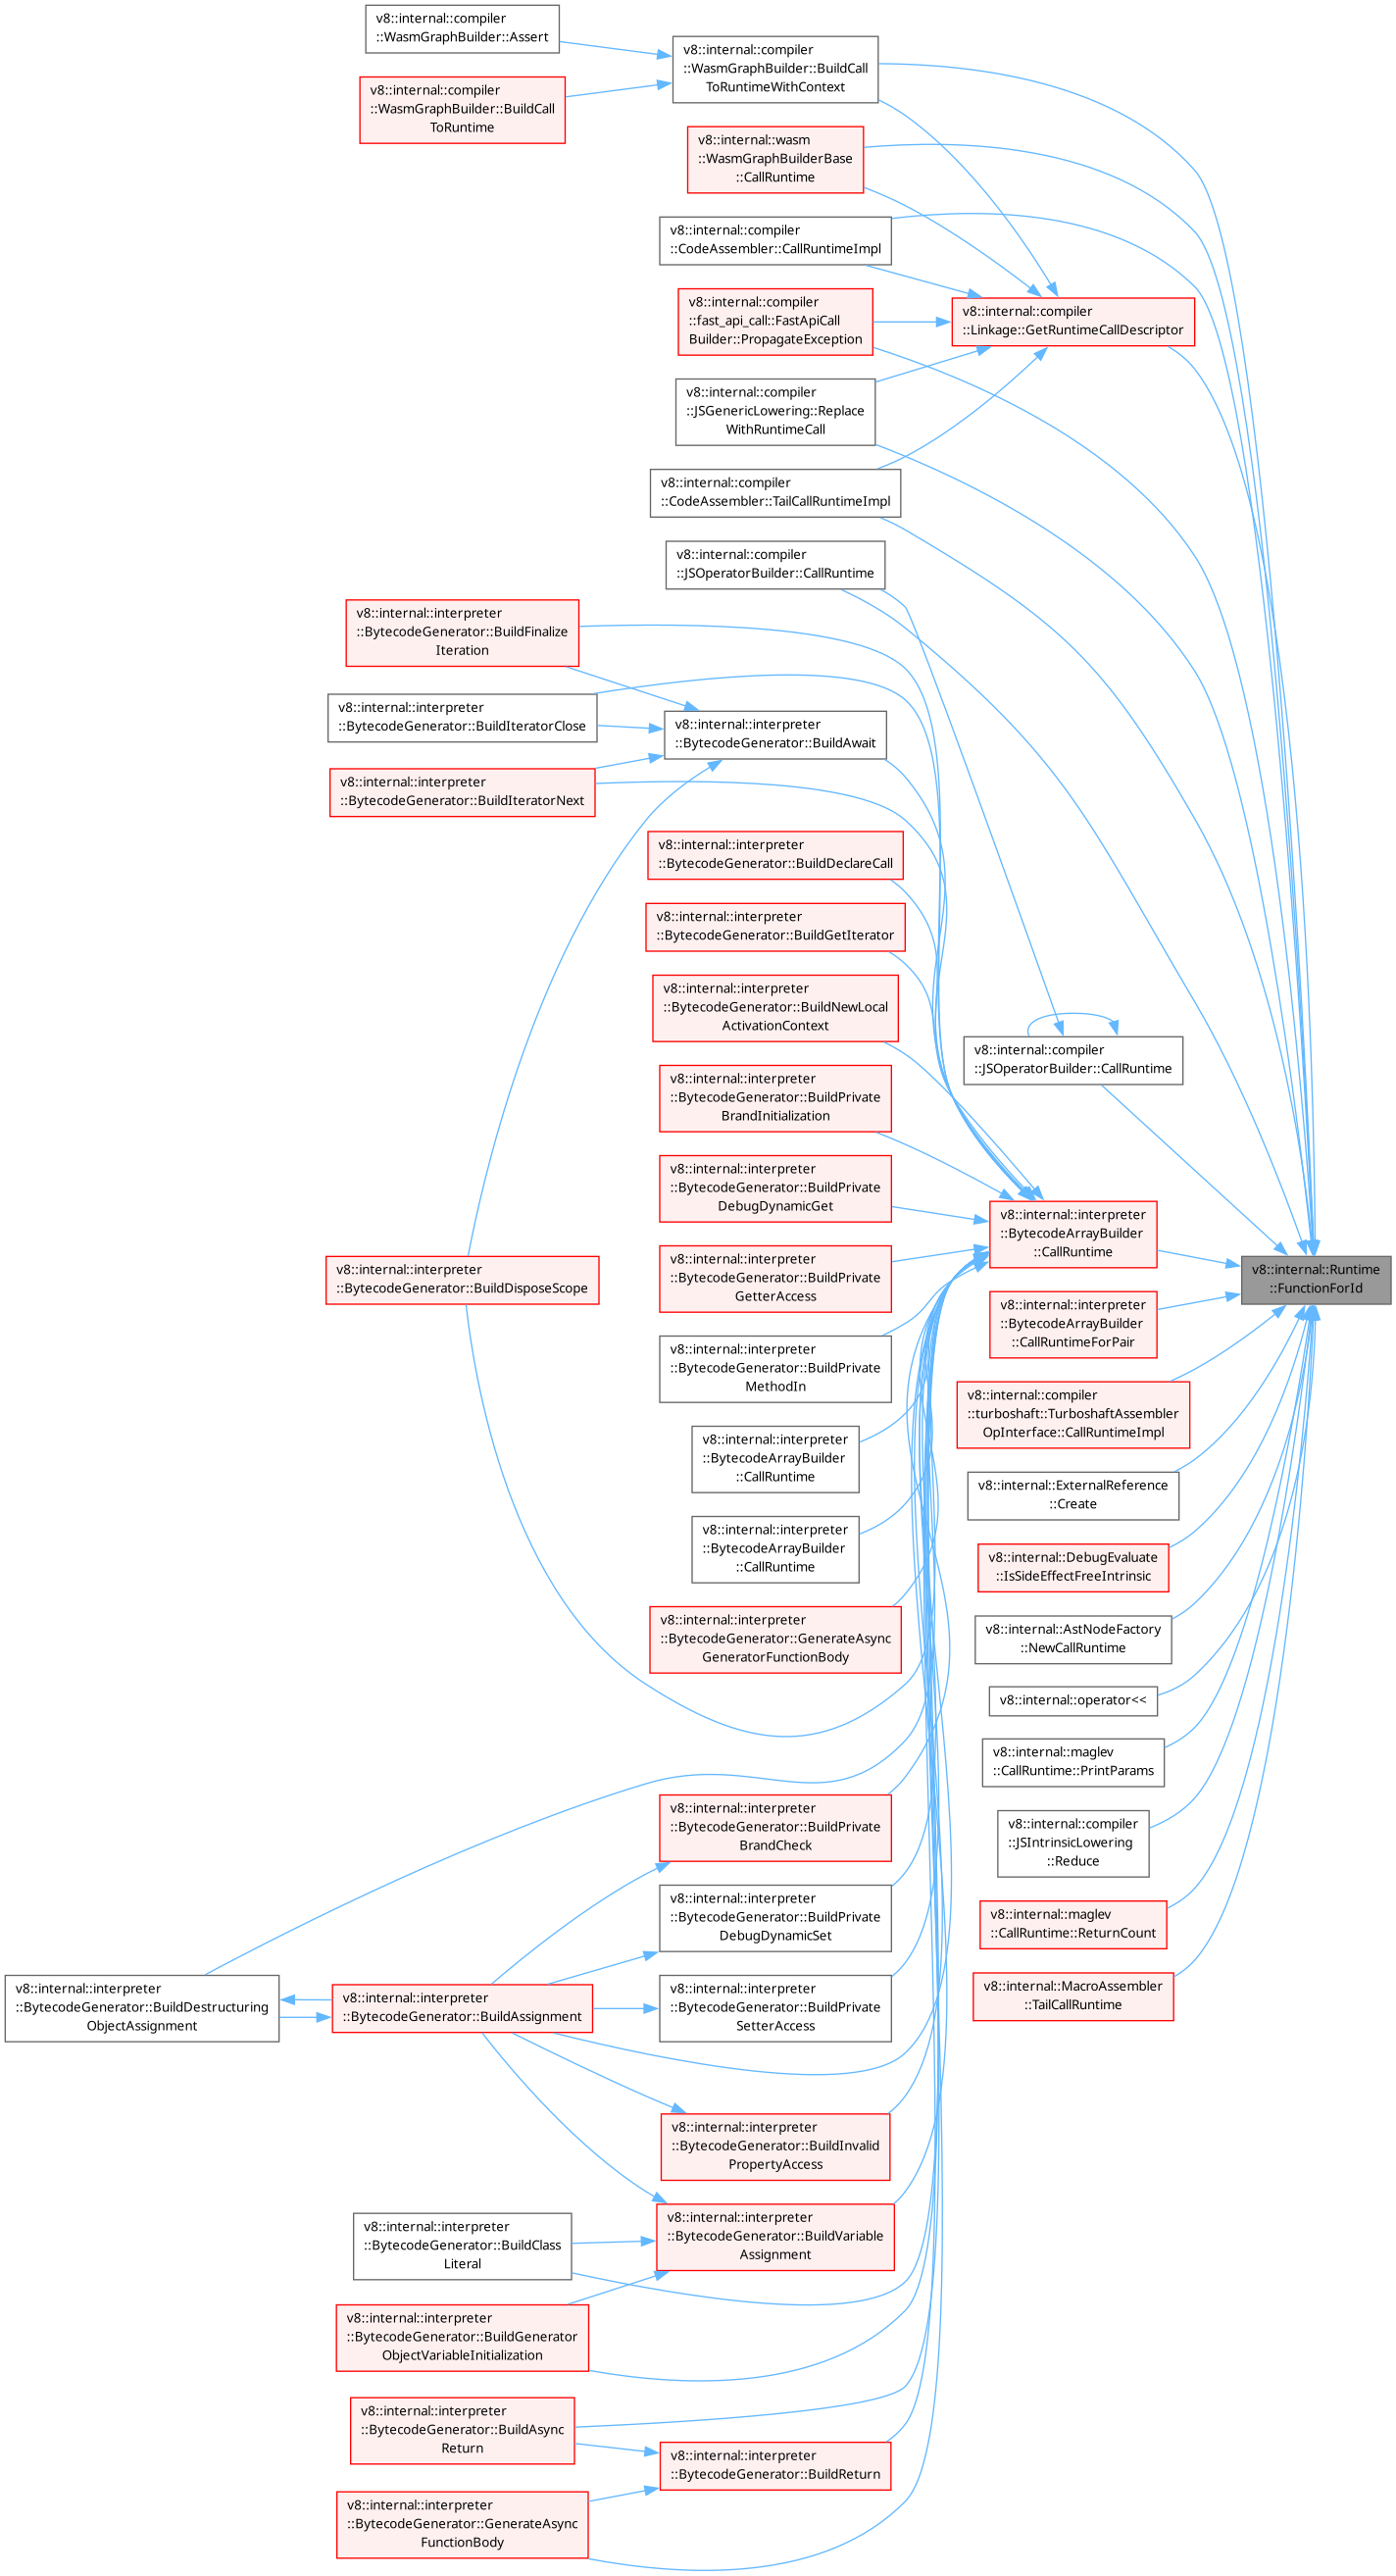 v8::internal::compiler
::WasmGraphBuilder::Assert
v8::internal::compiler
::WasmGraphBuilder::BuildCall
ToRuntime
v8::internal::compiler
::WasmGraphBuilder::BuildCall
ToRuntimeWithContext
v8::internal::wasm
::WasmGraphBuilderBase
::CallRuntime
v8::internal::compiler
::CodeAssembler::CallRuntimeImpl
v8::internal::compiler
::fast_api_call::FastApiCall
Builder::PropagateException
v8::internal::compiler
::Linkage::GetRuntimeCallDescriptor
v8::internal::compiler
::JSGenericLowering::Replace
WithRuntimeCall
v8::internal::compiler
::CodeAssembler::TailCallRuntimeImpl
v8::internal::compiler
::JSOperatorBuilder::CallRuntime
v8::internal::interpreter
::BytecodeGenerator::BuildFinalize
Iteration
v8::internal::interpreter
::BytecodeGenerator::BuildIteratorClose
v8::internal::interpreter
::BytecodeGenerator::BuildAwait
v8::internal::interpreter
::BytecodeGenerator::BuildIteratorNext
v8::internal::interpreter
::BytecodeGenerator::BuildDeclareCall
v8::internal::interpreter
::BytecodeGenerator::BuildGetIterator
v8::internal::interpreter
::BytecodeGenerator::BuildNewLocal
ActivationContext
v8::internal::compiler
::JSOperatorBuilder::CallRuntime
v8::internal::interpreter
::BytecodeGenerator::BuildPrivate
BrandInitialization
v8::internal::interpreter
::BytecodeGenerator::BuildPrivate
DebugDynamicGet
v8::internal::interpreter
::BytecodeArrayBuilder
::CallRuntime
v8::internal::interpreter
::BytecodeGenerator::BuildDisposeScope
v8::internal::interpreter
::BytecodeGenerator::BuildPrivate
GetterAccess
v8::internal::Runtime
::FunctionForId
v8::internal::interpreter
::BytecodeArrayBuilder
::CallRuntimeForPair
v8::internal::interpreter
::BytecodeGenerator::BuildPrivate
MethodIn
v8::internal::compiler
::turboshaft::TurboshaftAssembler
OpInterface::CallRuntimeImpl
v8::internal::interpreter
::BytecodeArrayBuilder
::CallRuntime
v8::internal::ExternalReference
::Create
v8::internal::interpreter
::BytecodeArrayBuilder
::CallRuntime
v8::internal::DebugEvaluate
::IsSideEffectFreeIntrinsic
v8::internal::interpreter
::BytecodeGenerator::GenerateAsync
GeneratorFunctionBody
v8::internal::AstNodeFactory
::NewCallRuntime
v8::internal::operator<<
v8::internal::maglev
::CallRuntime::PrintParams
v8::internal::interpreter
::BytecodeGenerator::BuildPrivate
BrandCheck
v8::internal::compiler
::JSIntrinsicLowering
::Reduce
v8::internal::interpreter
::BytecodeGenerator::BuildPrivate
DebugDynamicSet
v8::internal::maglev
::CallRuntime::ReturnCount
v8::internal::interpreter
::BytecodeGenerator::BuildDestructuring
ObjectAssignment
v8::internal::interpreter
::BytecodeGenerator::BuildAssignment
v8::internal::interpreter
::BytecodeGenerator::BuildPrivate
SetterAccess
v8::internal::MacroAssembler
::TailCallRuntime
v8::internal::interpreter
::BytecodeGenerator::BuildInvalid
PropertyAccess
v8::internal::interpreter
::BytecodeGenerator::BuildClass
Literal
v8::internal::interpreter
::BytecodeGenerator::BuildVariable
Assignment
v8::internal::interpreter
::BytecodeGenerator::BuildGenerator
ObjectVariableInitialization
v8::internal::interpreter
::BytecodeGenerator::BuildAsync
Return
v8::internal::interpreter
::BytecodeGenerator::BuildReturn
v8::internal::interpreter
::BytecodeGenerator::GenerateAsync
FunctionBody